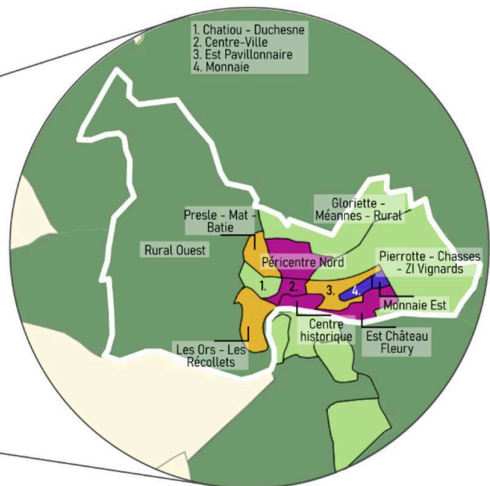 1. Chatiou - Duchesne
2. Centre-Ville
3. Est Pavillonnaire
4. Monnaie
Gloriette -
Méannes - Rural
Presle - Mat -
Batie
Rural Ouest
Péricentre Nord
Pierrotte - Chasses
- ZI Vignards
1.
2.
3.
4.
Monnaie Est
Centre
historique
Est Château
Fleury
Les Ors - Les
Récollets